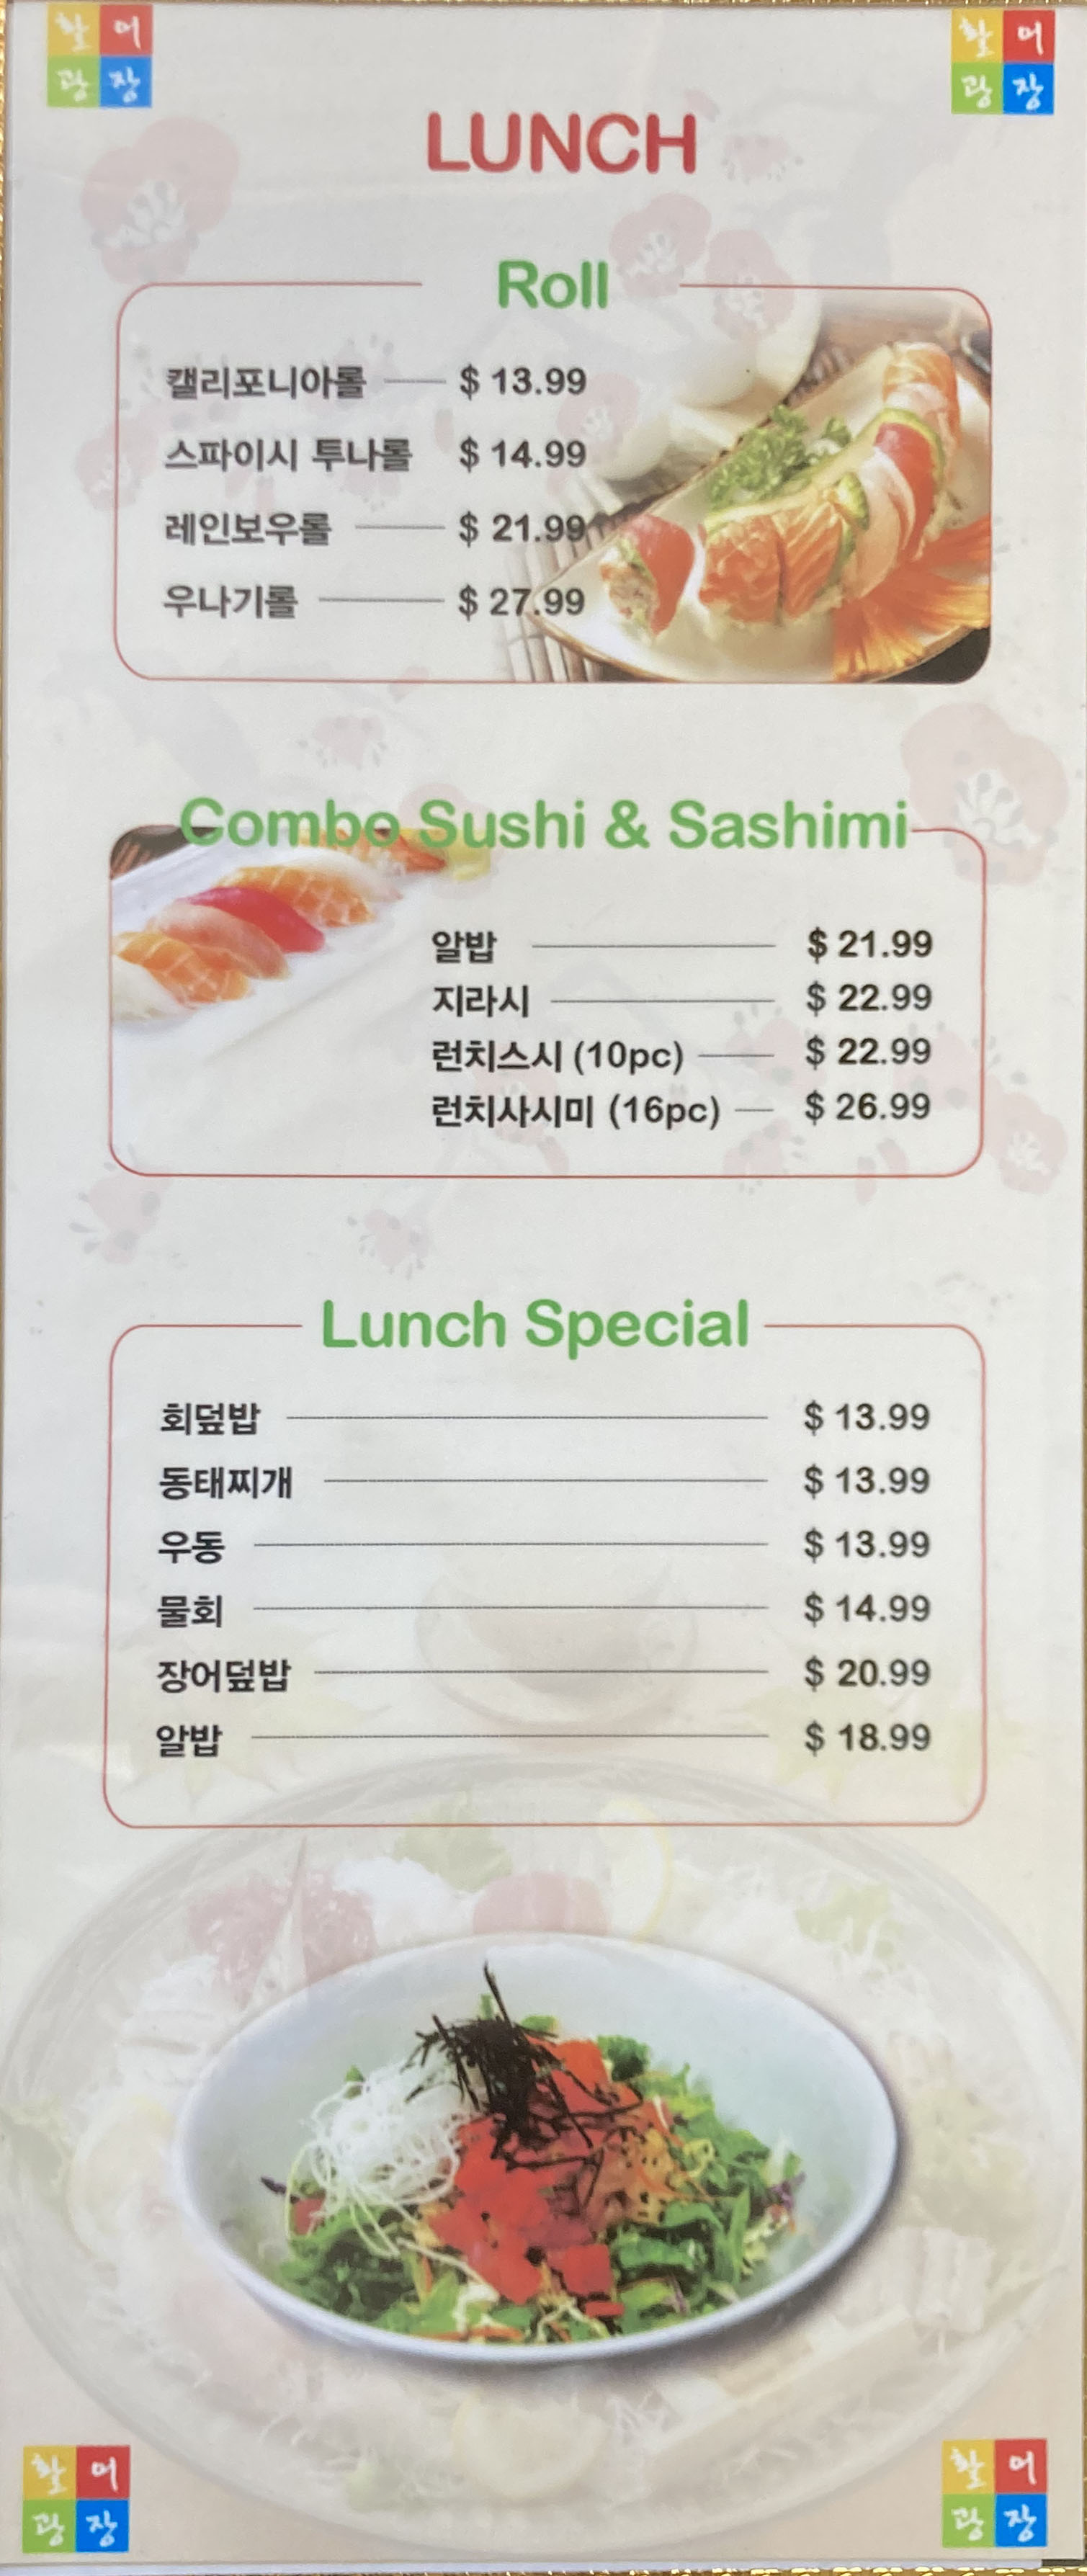 활어
광장
활어
광장
LUNCH
Roll
캘리포니아롤 $ 13.99
스파이시 투나롤 $ 14.99
레인보우롤 $ 21.99
우나기롤 $ 27.99
Combo Sushi & Sashimi
알밥 $ 21.99
지라시 $ 22.99
런치스시 (10pc) $ 22.99
런치사시미 (16pc) $ 26.99
Lunch Special
회덮밥 $ 13.99
동태찌개 $ 13.99
우동 $ 13.99
물회 $ 14.99
장어덮밥 $ 20.99
알밥 $ 18.99
활어
광장
활어
광장